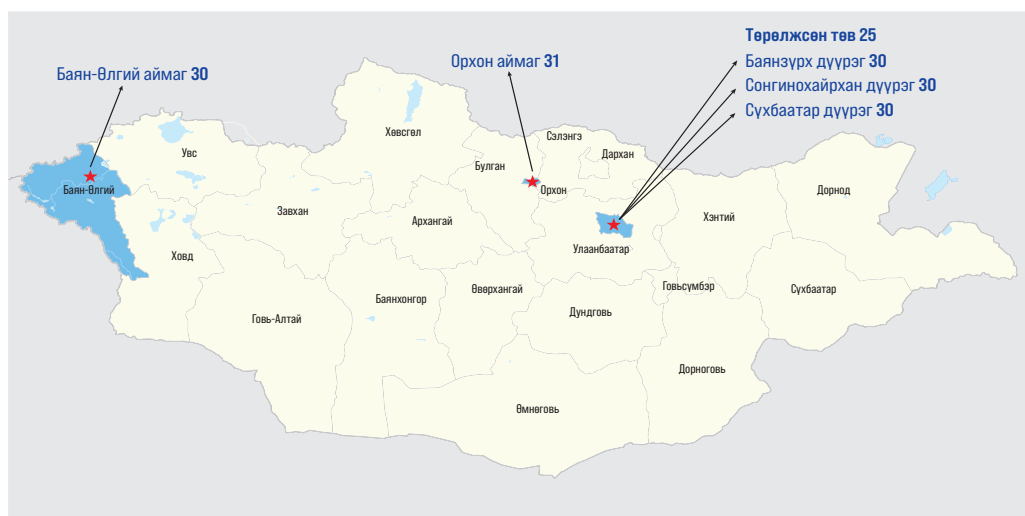 Төрөлжсөн төв 25
Баянзүрх дүүрэг 30
Сонгинохайрхан дүүрэг 30
Сүхбаатар дүүрэг 30
Орхон аймаг 31
Баян-Өлгий аймаг 30
Хөвсгөл
Сэлэнгэ
Увс
Булган
Дархан
Баян-Өлгий
Орхон
Дорнод
Завхан
Архангай
Хэнтий
Ховд
Улаанбаатар
Баянхонгор
Өвөрхангай
Говьсүмбэр
Сүхбаатар
Говь-Алтай
Дундговь
Дорноговь
Өмнөговь